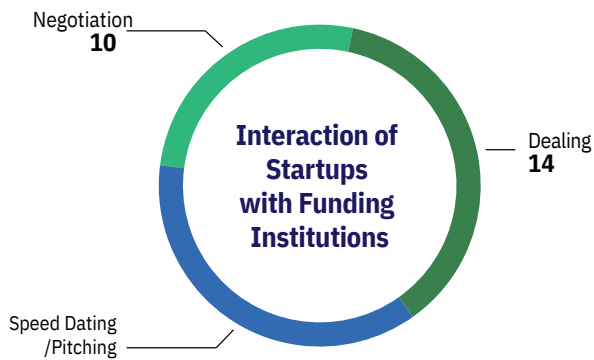 Negotiation
10
Interaction of
Startups
with Funding
Institutions
Dealing
14
Speed Dating
/Pitching